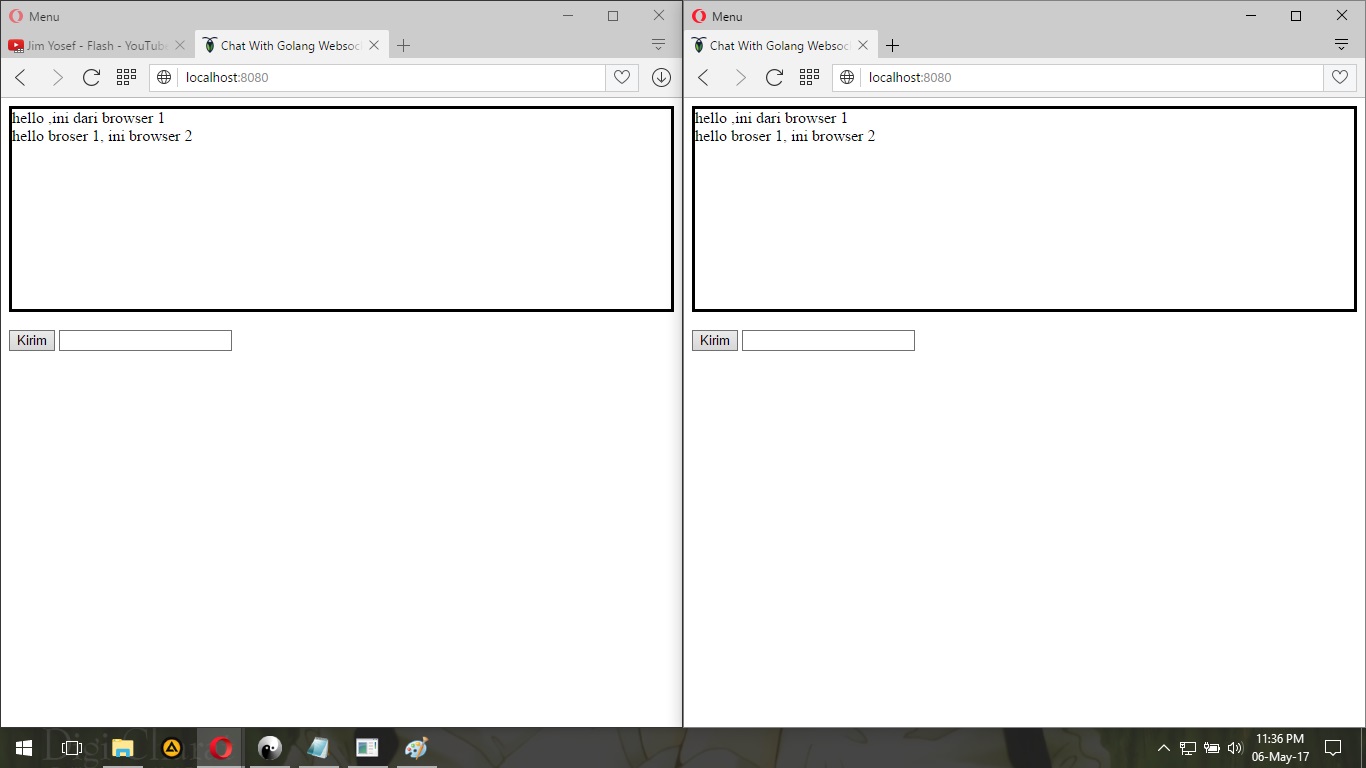 Menu
Jim Yosef - Flash - YouTube
Chat With Golang Websoc
localhost:8080
hello ,ini dari browser 1
hello broser 1, ini browser 2
Kirim
Menu
Chat With Golang Websoc
localhost:8080
hello ,ini dari browser 1
hello broser 1, ini browser 2
Kirim
11:36 PM
06-May-17